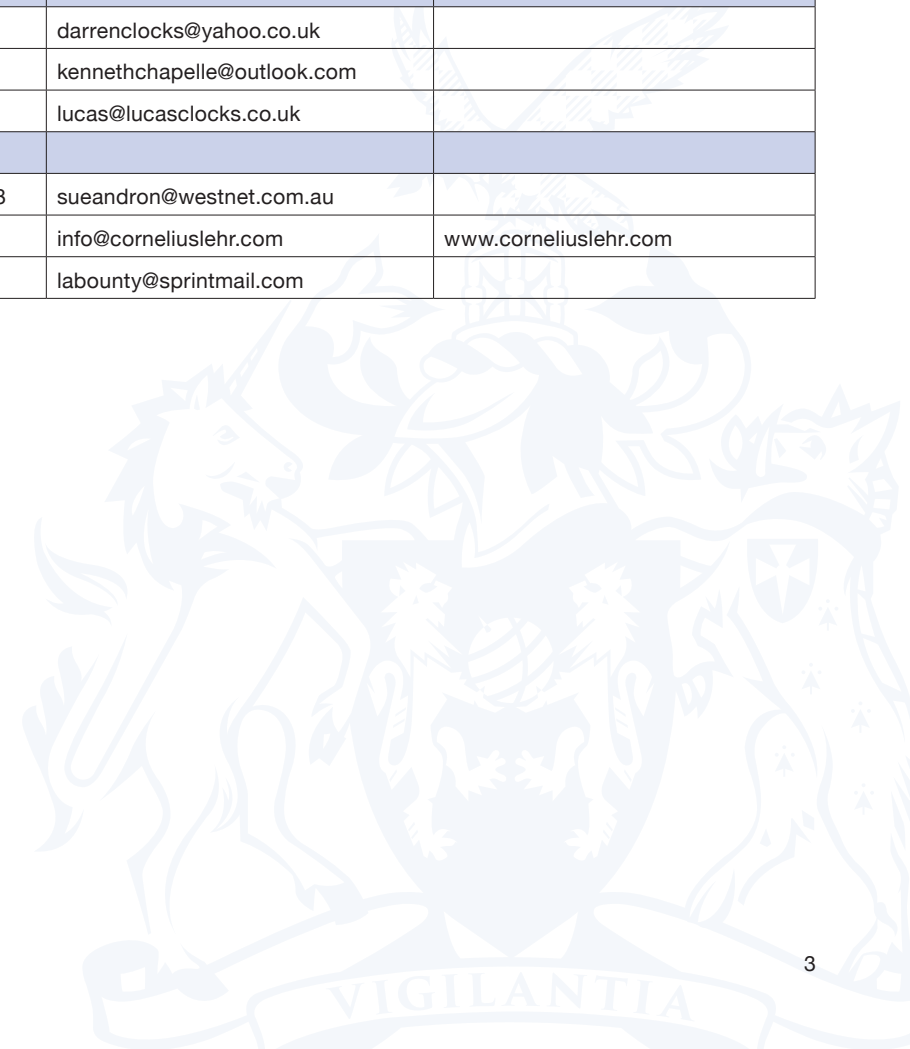 darrenclocks@yahoo.co.uk
kennethchapelle@outlook.com
lucas@lucasclocks.co.uk
3 sueandron@westnet.com.au
info@corneliuslehr.com www.corneliuslehr.com
labounty@sprintmail.com
3
VIGILANTIA